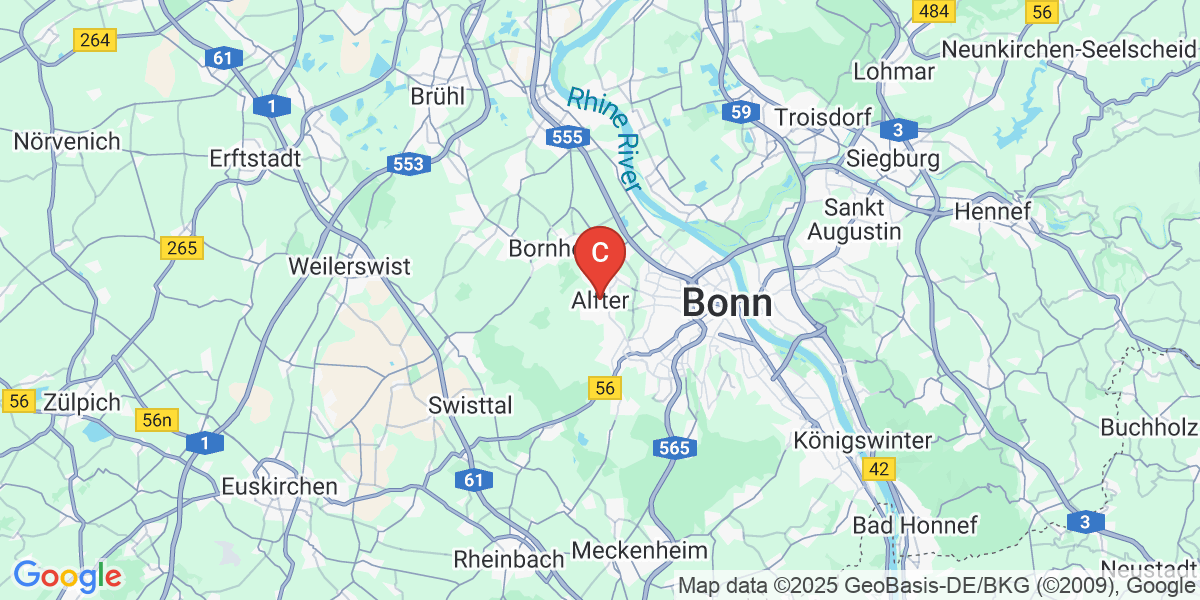 484
56
264
Neunkirchen-Seelscheid
61
Lohmar
Brühl
1
Rhine River
59
Troisdorf
3
555
Nörvenich
Erftstadt
553
Siegburg
Sankt
Augustin
Hennef
265
Bornhe
C
Weilerswist
Alfter
Bonn
56
56
Zülpich
56n
Swisttal
1
Buchholz
Königswinter
565
42
61
Euskirchen
3
Bad Honnef
Rheinbach
Meckenheim
Neustadt
Google
Map data ©2025 GeoBasis-DE/BKG (©2009), Google